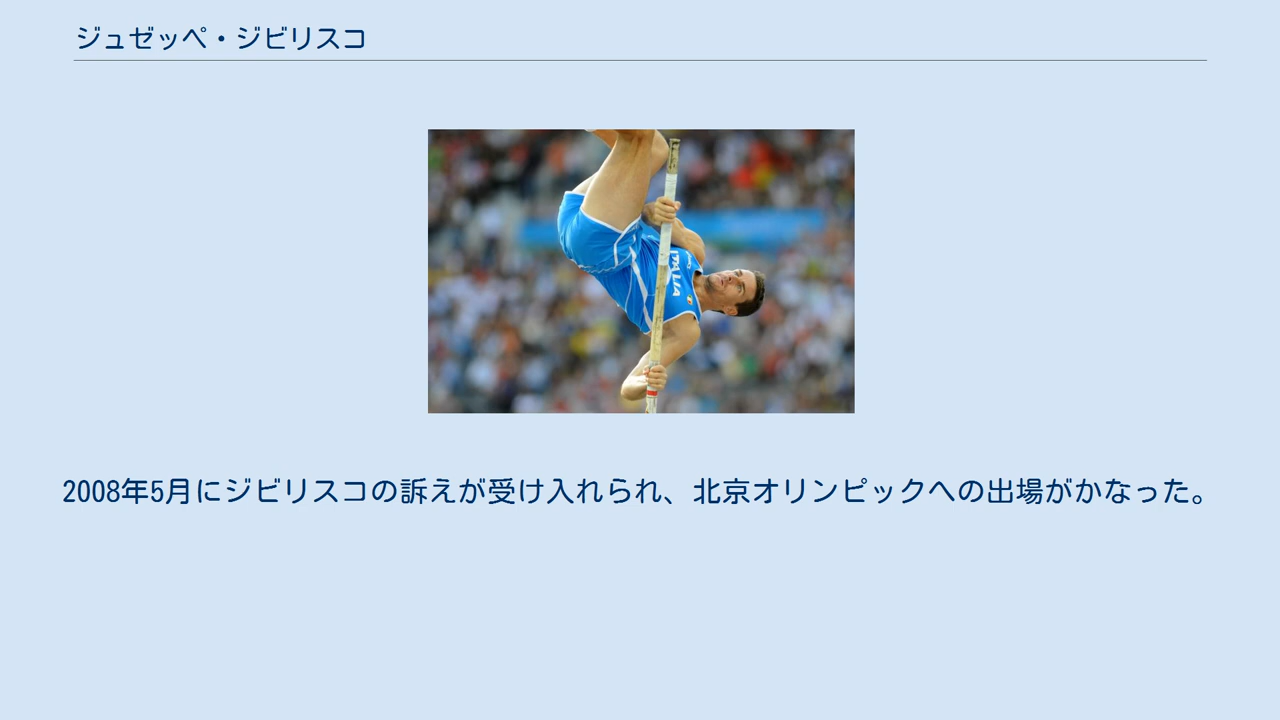 ジュゼッペ・ジビリスコ
ITALIA
2008年5月にジビリスコの訴えが受け入れられ、北京オリンピックへの出場がかなった。